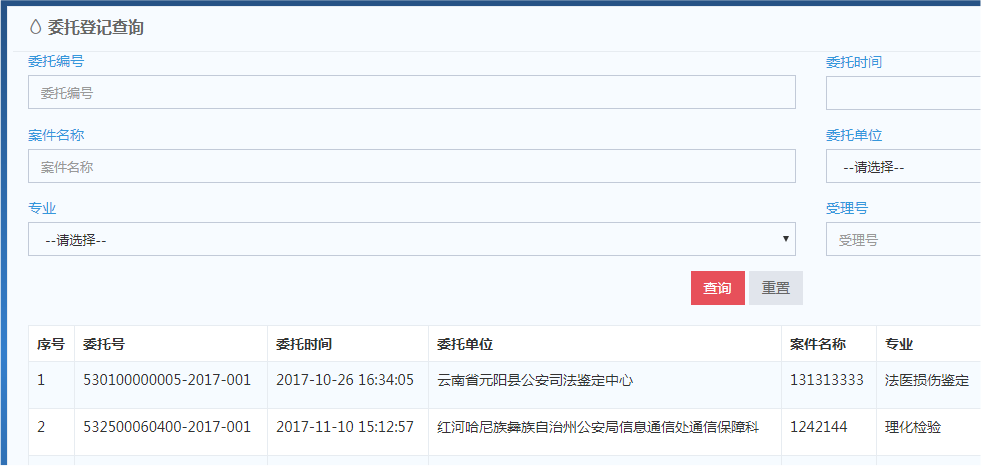 委托登记查询
委托编号 委托时间
委托编号
案件名称 委托单位
案件名称 --请选择--
专业 受理号
--请选择-- 受理号
查询 重置
序号 委托号 委托时间 委托单位 案件名称 专业
1 530100000005-2017-001 2017-10-26 16:34:05 云南省元阳县公安司法鉴定中心 131313333 法医损伤鉴定
2 532500060400-2017-001 2017-11-10 15:12:57 红河哈尼族彝族自治州公安局信息通信处通信保障科 1242144 理化检验